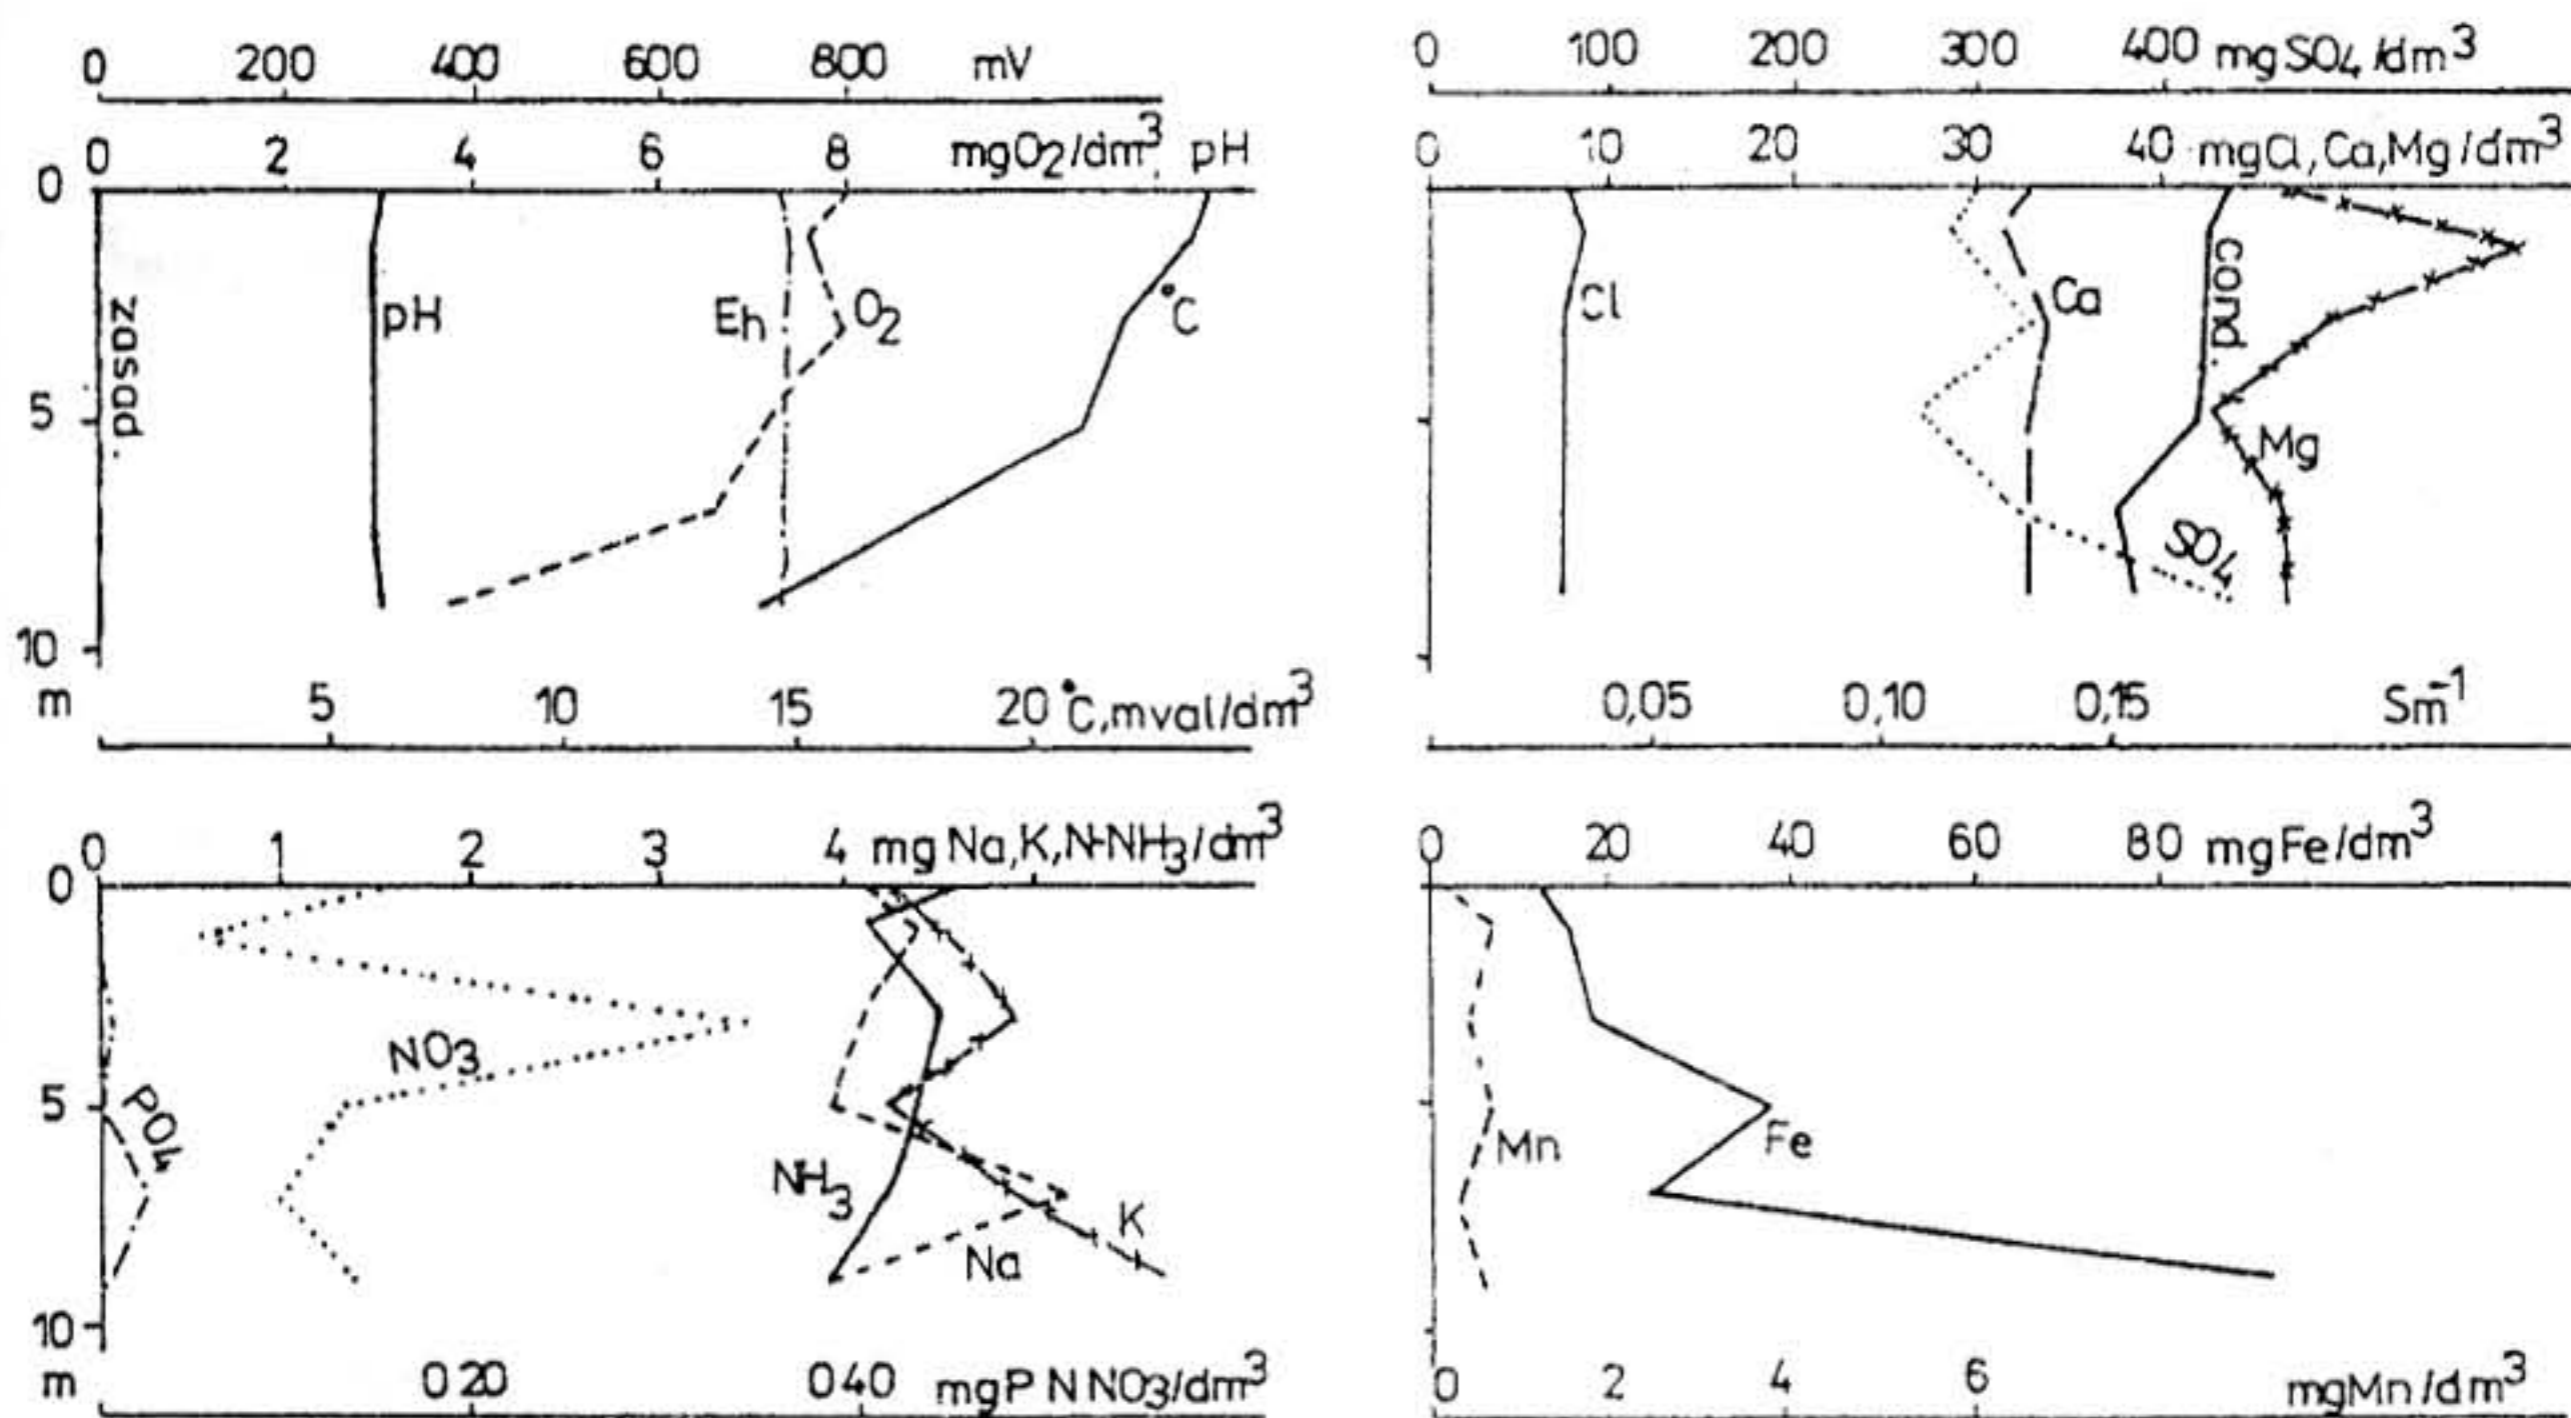 0 200 400 600 800 mV
0 2 4 6 8 mgO2/dm³, pH
0
5
10
m
zasad.
pH
Eh
O2
°C
5 10 15 20 °C, mval/dm³
0 100 200 300 400 mgSO4/dm³
0 10 20 30 40 mgCl, Ca, Mg/dm³
Cl
Ca
cond.
Mg
SO4
0,05 0,10 0,15 Sm⁻¹
0 1 2 3 4 mg Na, K, N-NH3/dm³
0
5
10
m
NO3
PO4
NH3
Na
K
0 20 0 40 mgP N NO3/dm³
0 20 40 60 80 mgFe/dm³
Mn
Fe
0 2 4 6 mgMn/dm³